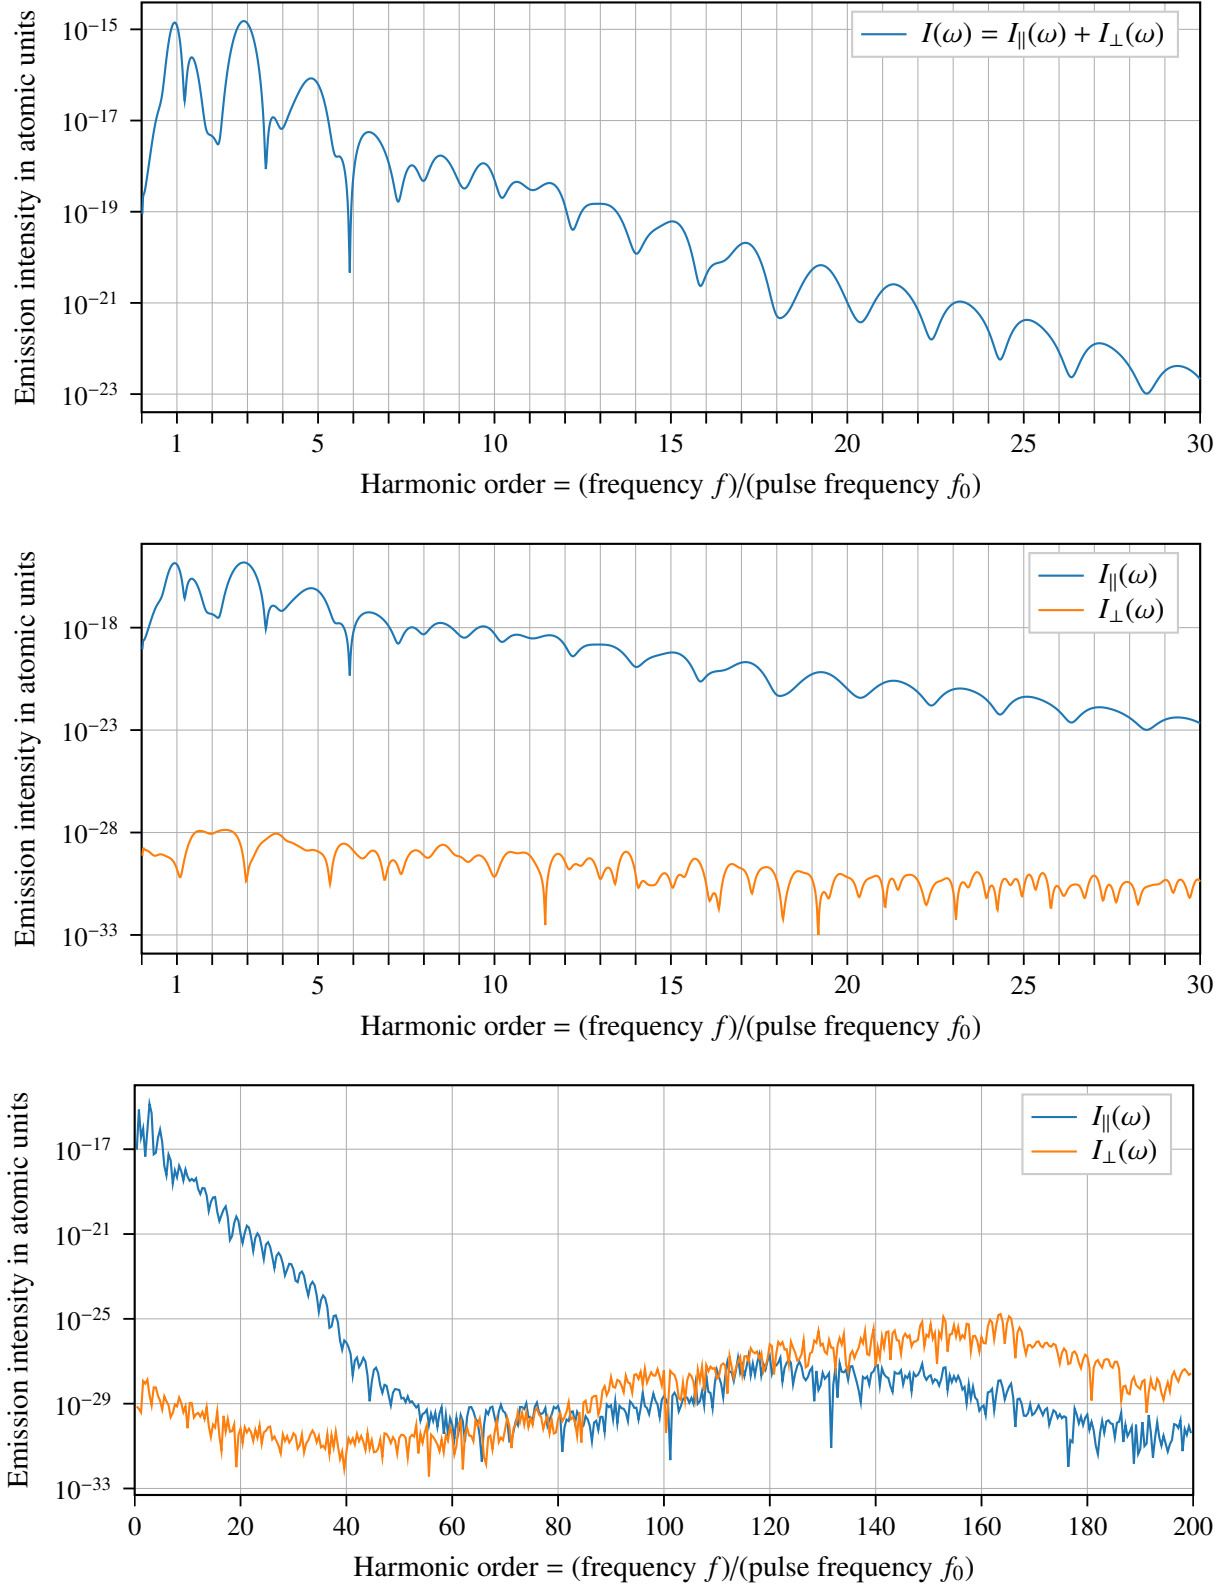 Emission intensity in atomic units
10⁻¹⁵
10⁻¹⁷
10⁻¹⁹
10⁻²¹
10⁻²³
I(ω) = I∥(ω) + I⊥(ω)
1 5 10 15 20 25 30
Harmonic order = (frequency f)/(pulse frequency f₀)
Emission intensity in atomic units
10⁻¹⁸
10⁻²³
10⁻²⁸
10⁻³³
I∥(ω)
I⊥(ω)
1 5 10 15 20 25 30
Harmonic order = (frequency f)/(pulse frequency f₀)
Emission intensity in atomic units
10⁻¹⁷
10⁻²¹
10⁻²⁵
10⁻²⁹
10⁻³³
I∥(ω)
I⊥(ω)
0 20 40 60 80 100 120 140 160 180 200
Harmonic order = (frequency f)/(pulse frequency f₀)